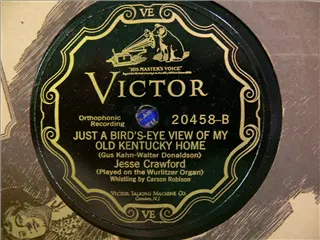 VE
"HIS MASTER'S VOICE"
VICTOR
Orthophonic
Recording
20458-B
JUST A BIRD'S-EYE VIEW OF MY
OLD KENTUCKY HOME
(Gus Kahn-Walter Donaldson)
Jesse Crawford
(Played on the Wurlitzer Organ)
Whistling by Carson Robison
VICTOR TALKING MACHINE CO.
Camden, N.J.
VE